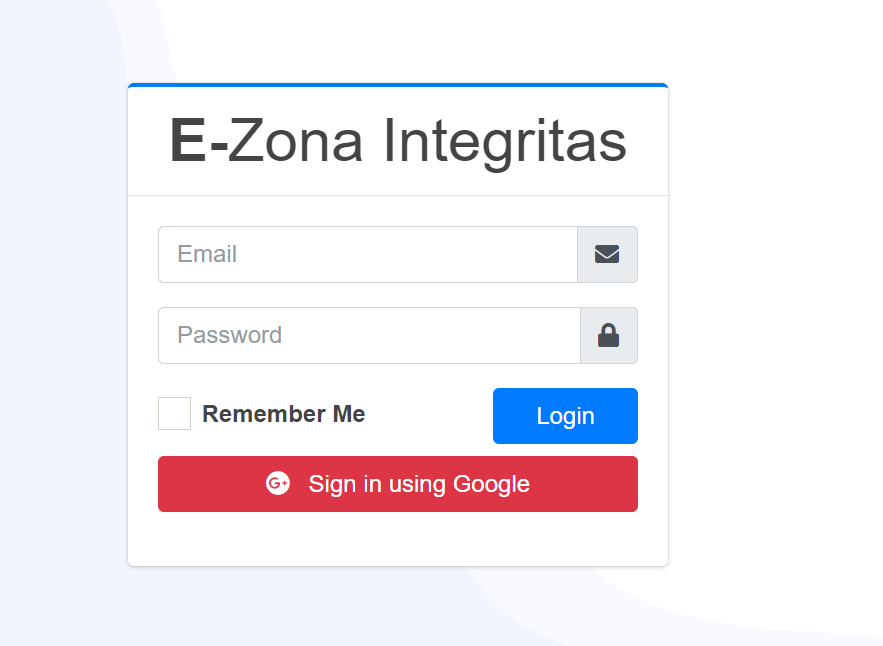 E-Zona Integritas
Email
Password
Remember Me
Login
G+ Sign in using Google